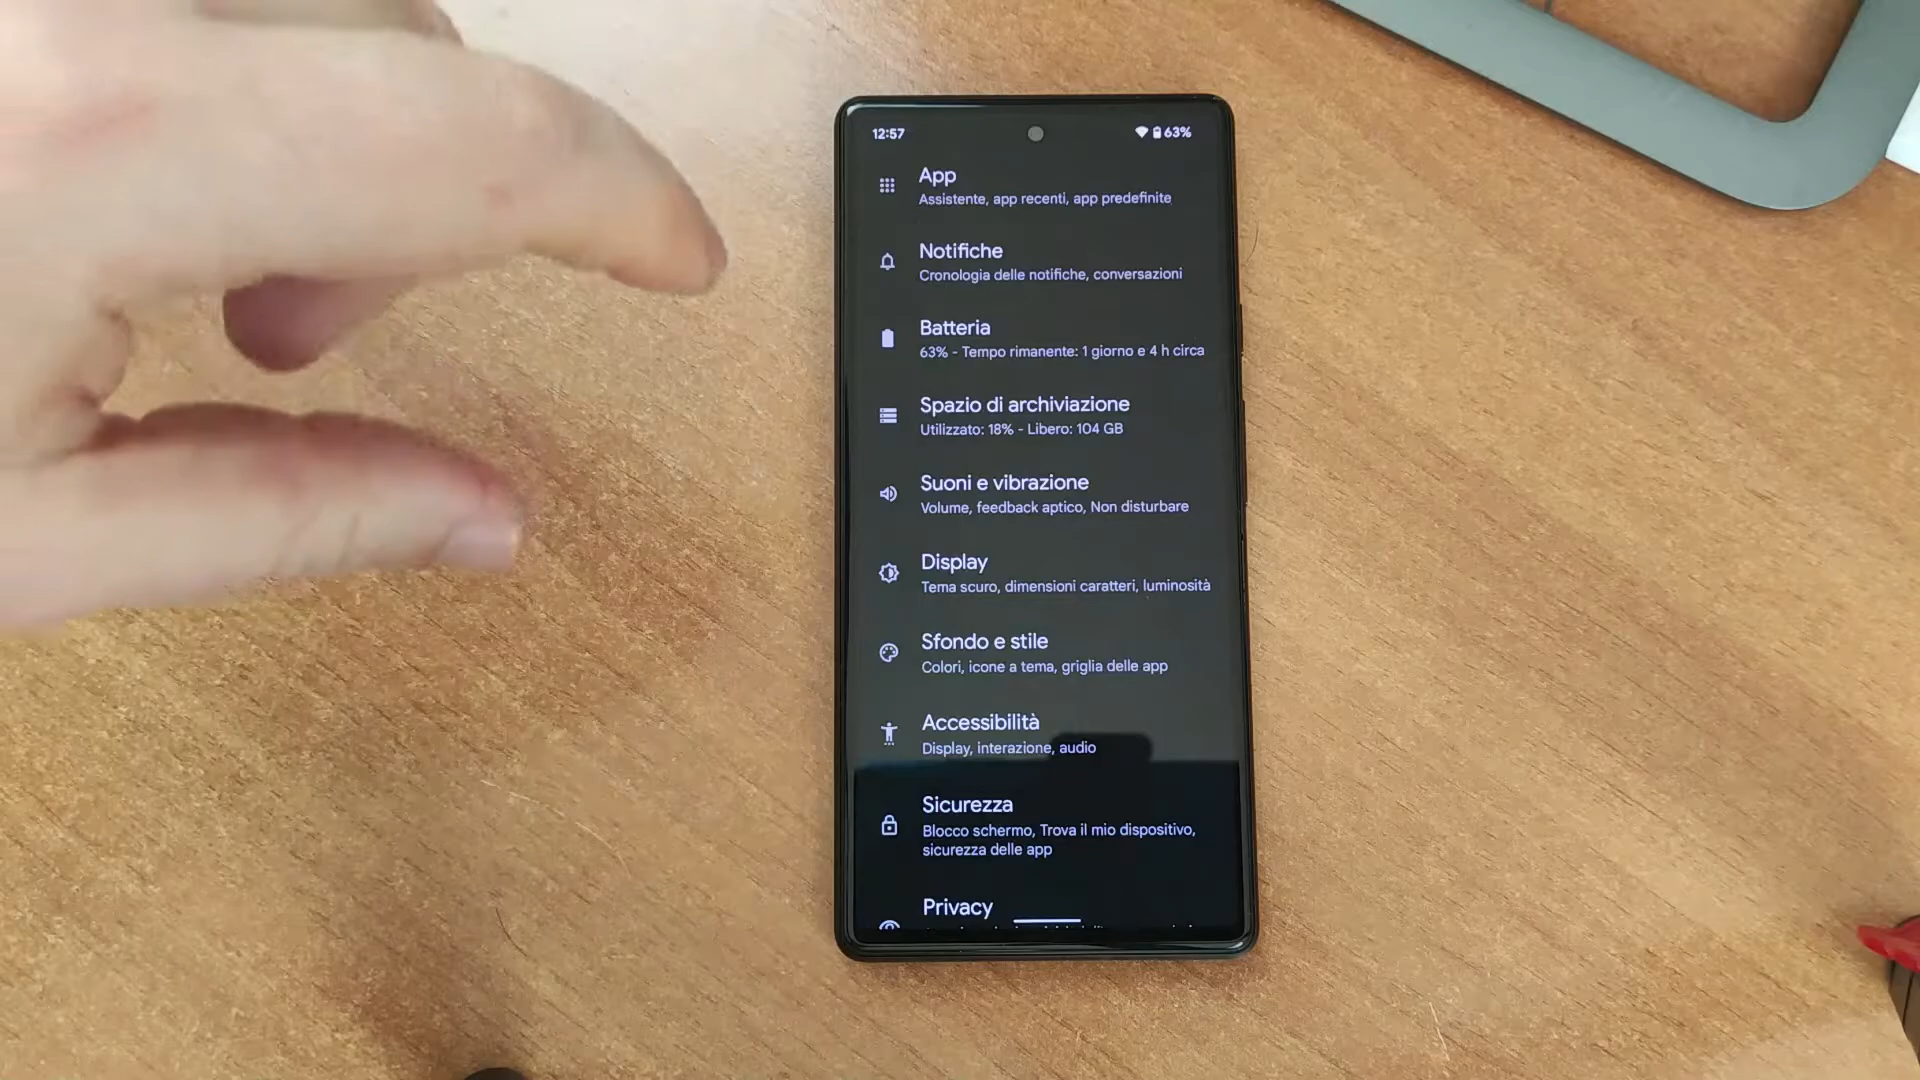 12:57
63%
App
Assistente, app recenti, app predefinite
Notifiche
Cronologia delle notifiche, conversazioni
Batteria
63% - Tempo rimanente: 1 giorno e 4 h circa
Spazio di archiviazione
Utilizzato: 18% - Libero: 104 GB
Suoni e vibrazione
Volume, feedback aptico, Non disturbare
Display
Tema scuro, dimensioni caratteri, luminosità
Sfondo e stile
Colori, icone a tema, griglia delle app
Accessibilità
Display, interazione, audio
Sicurezza
Blocco schermo, Trova il mio dispositivo,
sicurezza delle app
Privacy